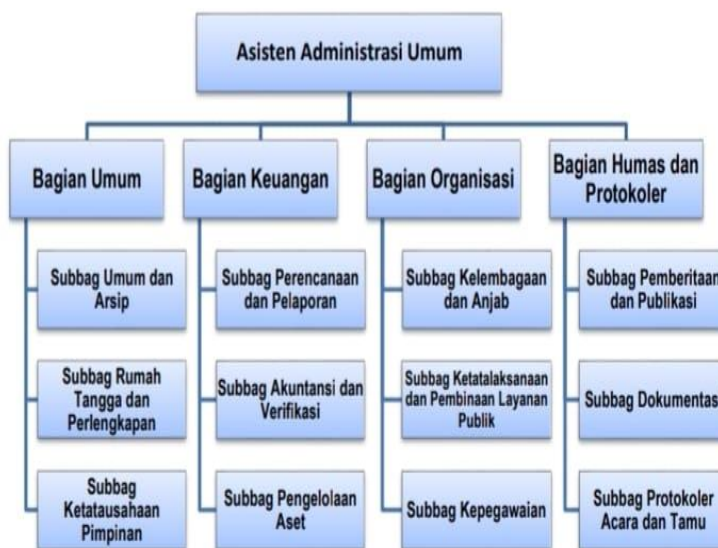 Asisten Administrasi Umum
Bagian Umum
Bagian Keuangan
Bagian Organisasi
Bagian Humas dan
Protokoler
Subbag Umum dan
Arsip
Subbag Perencanaan
dan Pelaporan
Subbag Kelembagaan
dan Anjab
Subbag Pemberitaan
dan Publikasi
Subbag Rumah
Tangga dan
Perlengkapan
Subbag Akuntansi dan
Verifikasi
Subbag Ketatalaksanaan
dan Pembinaan Layanan
Publik
Subbag Dokumentas
Subbag
Ketatausahaan
Pimpinan
Subbag Pengelolaan
Aset
Subbag Kepegawaian
Subbag Protokoler
Acara dan Tamu